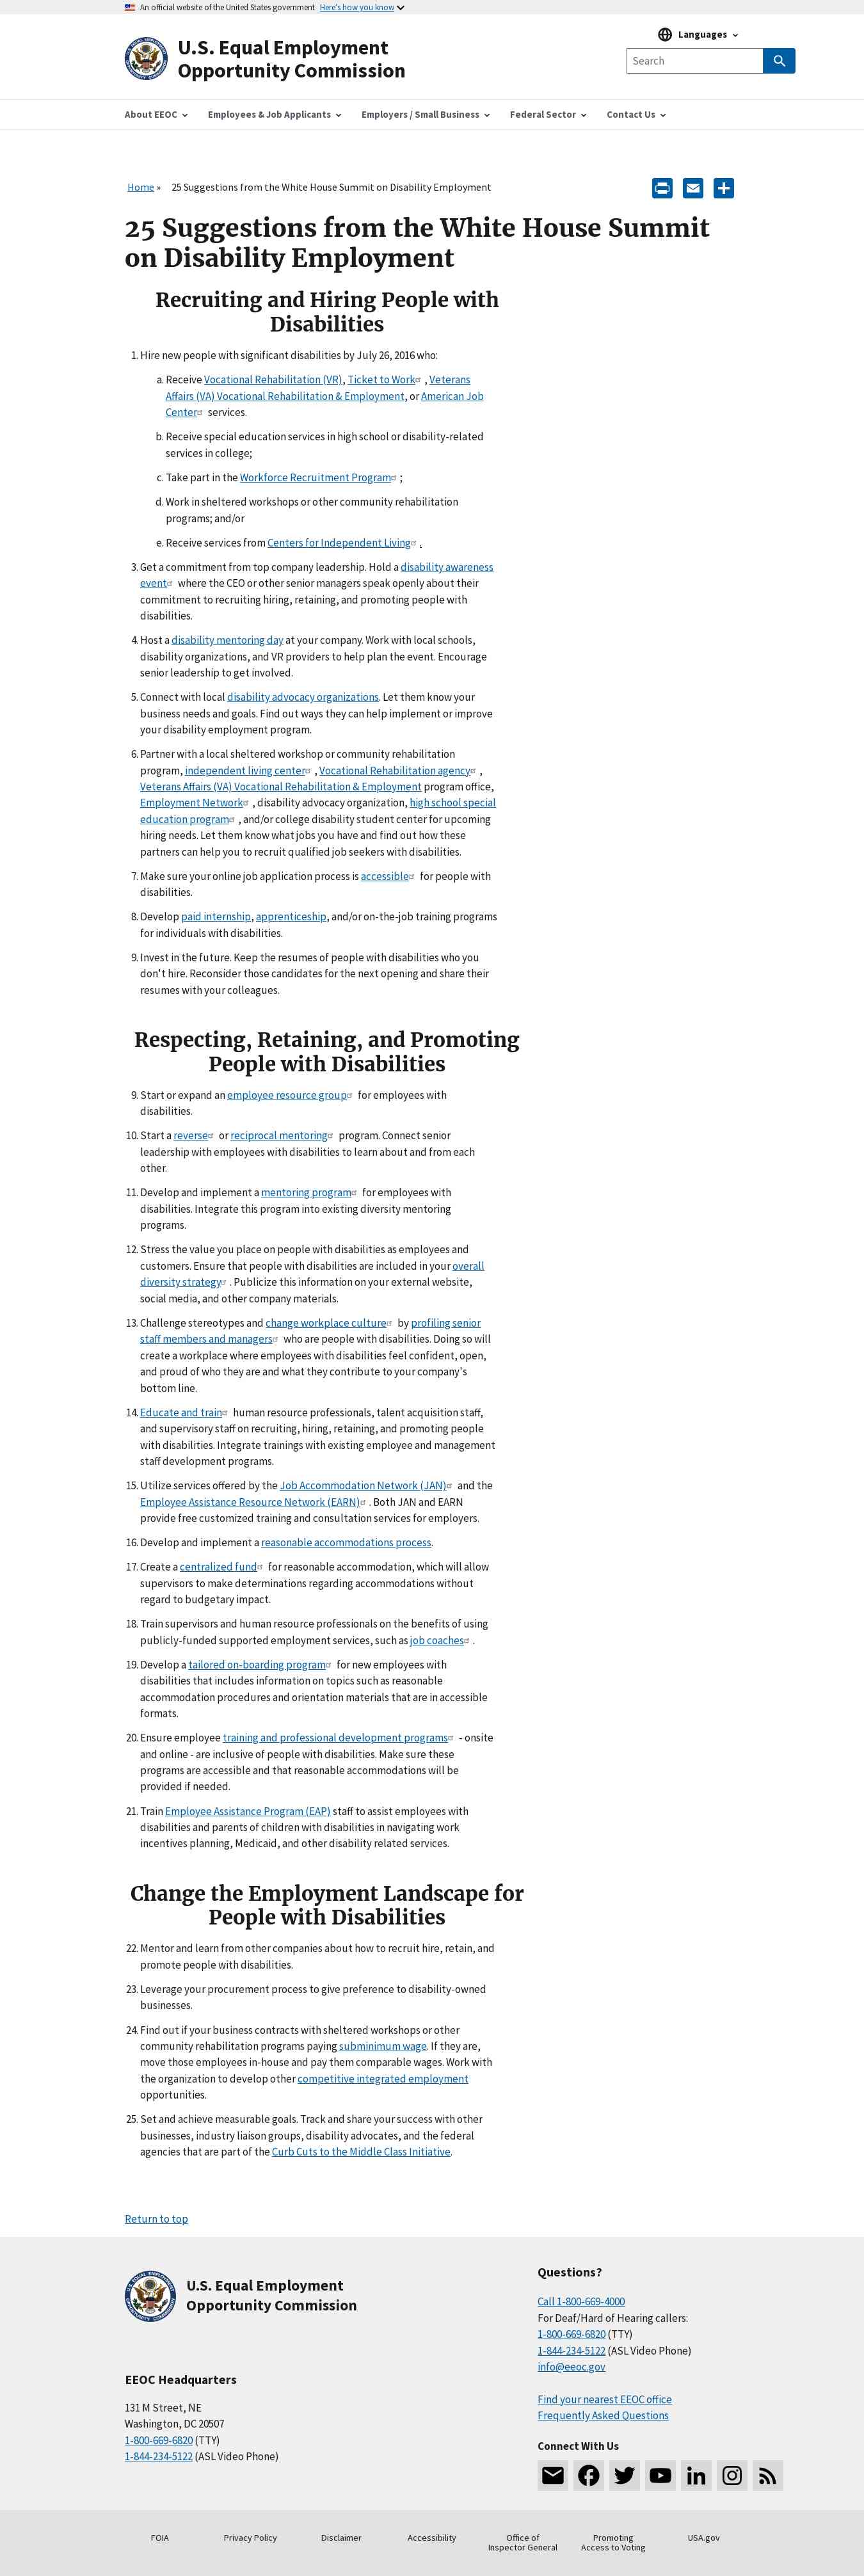 An official website of the United States government Here's how you know
Languages
U.S. Equal Employment
Opportunity Commission
Search
About EEOC
Employees & Job Applicants
Employers / Small Business
Federal Sector
Contact Us
Home » 25 Suggestions from the White House Summit on Disability Employment
25 Suggestions from the White House Summit
on Disability Employment
Recruiting and Hiring People with
Disabilities
1. Hire new people with significant disabilities by July 26, 2016 who:
a. Receive Vocational Rehabilitation (VR), Ticket to Work , Veterans
Affairs (VA) Vocational Rehabilitation & Employment, or American Job
Center services.
b. Receive special education services in high school or disability-related
services in college;
c. Take part in the Workforce Recruitment Program ;
d. Work in sheltered workshops or other community rehabilitation
programs; and/or
e. Receive services from Centers for Independent Living .
3. Get a commitment from top company leadership. Hold a disability awareness
event where the CEO or other senior managers speak openly about their
commitment to recruiting hiring, retaining, and promoting people with
disabilities.
4. Host a disability mentoring day at your company. Work with local schools,
disability organizations, and VR providers to help plan the event. Encourage
senior leadership to get involved.
5. Connect with local disability advocacy organizations. Let them know your
business needs and goals. Find out ways they can help implement or improve
your disability employment program.
6. Partner with a local sheltered workshop or community rehabilitation
program, independent living center , Vocational Rehabilitation agency ,
Veterans Affairs (VA) Vocational Rehabilitation & Employment program office,
Employment Network , disability advocacy organization, high school special
education program , and/or college disability student center for upcoming
hiring needs. Let them know what jobs you have and find out how these
partners can help you to recruit qualified job seekers with disabilities.
7. Make sure your online job application process is accessible for people with
disabilities.
8. Develop paid internship, apprenticeship, and/or on-the-job training programs
for individuals with disabilities.
9. Invest in the future. Keep the resumes of people with disabilities who you
don't hire. Reconsider those candidates for the next opening and share their
resumes with your colleagues.
Respecting, Retaining, and Promoting
People with Disabilities
9. Start or expand an employee resource group for employees with
disabilities.
10. Start a reverse or reciprocal mentoring program. Connect senior
leadership with employees with disabilities to learn about and from each
other.
11. Develop and implement a mentoring program for employees with
disabilities. Integrate this program into existing diversity mentoring
programs.
12. Stress the value you place on people with disabilities as employees and
customers. Ensure that people with disabilities are included in your overall
diversity strategy . Publicize this information on your external website,
social media, and other company materials.
13. Challenge stereotypes and change workplace culture by profiling senior
staff members and managers who are people with disabilities. Doing so will
create a workplace where employees with disabilities feel confident, open,
and proud of who they are and what they contribute to your company's
bottom line.
14. Educate and train human resource professionals, talent acquisition staff,
and supervisory staff on recruiting, hiring, retaining, and promoting people
with disabilities. Integrate trainings with existing employee and management
staff development programs.
15. Utilize services offered by the Job Accommodation Network (JAN) and the
Employee Assistance Resource Network (EARN) . Both JAN and EARN
provide free customized training and consultation services for employers.
16. Develop and implement a reasonable accommodations process.
17. Create a centralized fund for reasonable accommodation, which will allow
supervisors to make determinations regarding accommodations without
regard to budgetary impact.
18. Train supervisors and human resource professionals on the benefits of using
publicly-funded supported employment services, such as job coaches .
19. Develop a tailored on-boarding program for new employees with
disabilities that includes information on topics such as reasonable
accommodation procedures and orientation materials that are in accessible
formats.
20. Ensure employee training and professional development programs - onsite
and online - are inclusive of people with disabilities. Make sure these
programs are accessible and that reasonable accommodations will be
provided if needed.
21. Train Employee Assistance Program (EAP) staff to assist employees with
disabilities and parents of children with disabilities in navigating work
incentives planning, Medicaid, and other disability related services.
Change the Employment Landscape for
People with Disabilities
22. Mentor and learn from other companies about how to recruit hire, retain, and
promote people with disabilities.
23. Leverage your procurement process to give preference to disability-owned
businesses.
24. Find out if your business contracts with sheltered workshops or other
community rehabilitation programs paying subminimum wage. If they are,
move those employees in-house and pay them comparable wages. Work with
the organization to develop other competitive integrated employment
opportunities.
25. Set and achieve measurable goals. Track and share your success with other
businesses, industry liaison groups, disability advocates, and the federal
agencies that are part of the Curb Cuts to the Middle Class Initiative.
Return to top
U.S. Equal Employment
Opportunity Commission
EEOC Headquarters
131 M Street, NE
Washington, DC 20507
1-800-669-6820 (TTY)
1-844-234-5122 (ASL Video Phone)
Questions?
Call 1-800-669-4000
For Deaf/Hard of Hearing callers:
1-800-669-6820 (TTY)
1-844-234-5122 (ASL Video Phone)
info@eeoc.gov
Find your nearest EEOC office
Frequently Asked Questions
Connect With Us
FOIA
Privacy Policy
Disclaimer
Accessibility
Office of
Inspector General
Promoting
Access to Voting
USA.gov